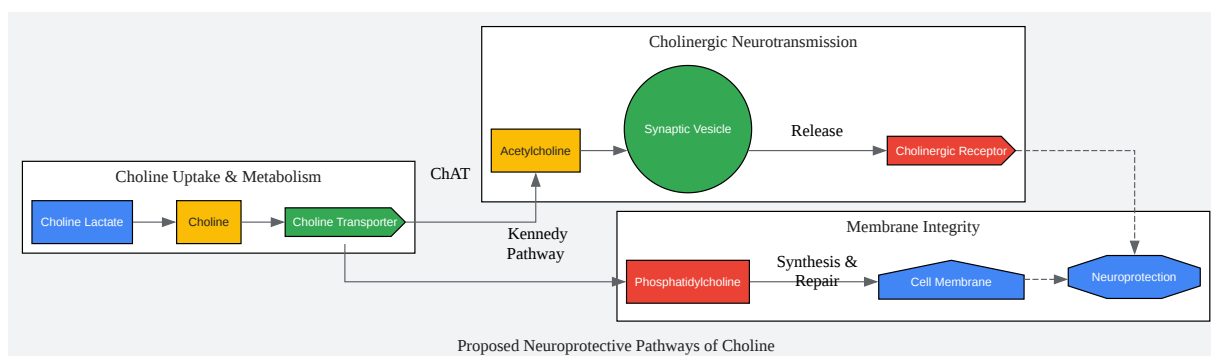 Cholinergic Neurotransmission
Synaptic Vesicle
Release
Acetylcholine
Cholinergic Receptor
ChAT
Choline Uptake & Metabolism
Choline Lactate
Choline
Choline Transporter
Kennedy
Pathway
Membrane Integrity
Phosphatidylcholine
Synthesis &
Repair
Cell Membrane
Neuroprotection
Proposed Neuroprotective Pathways of Choline